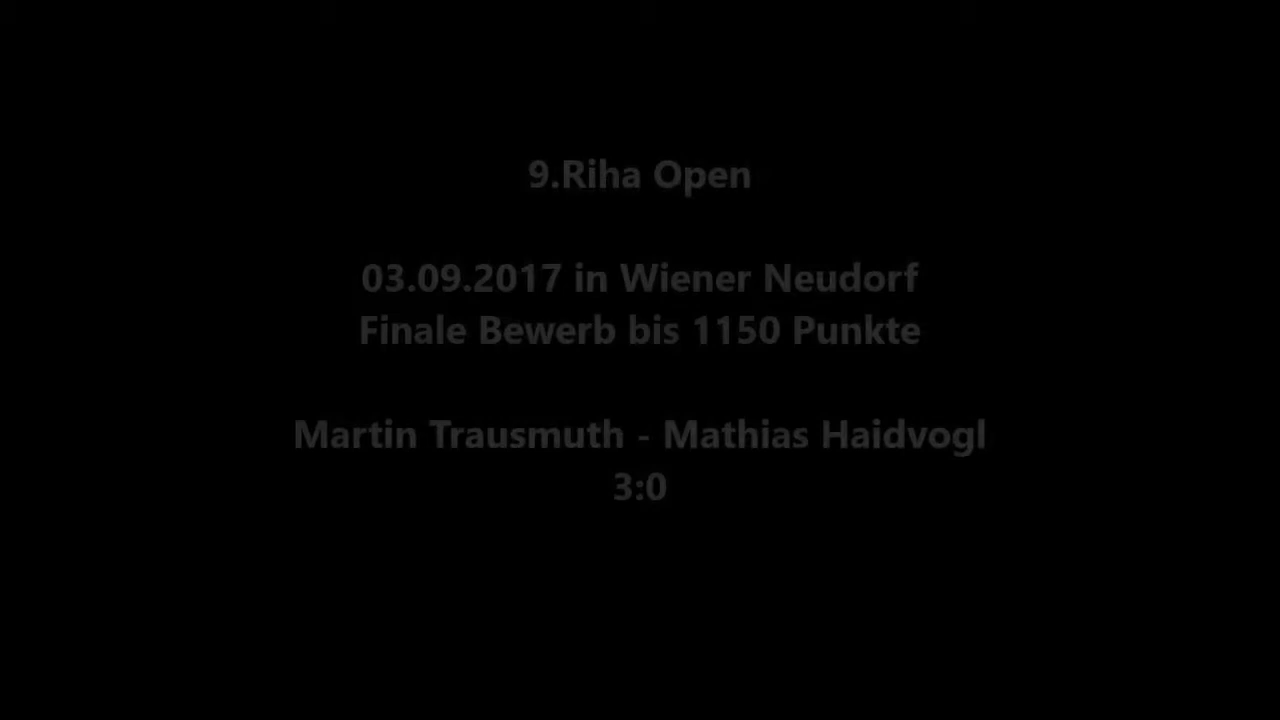 9.Riha Open
03.09.2017 in Wiener Neudorf
Finale Bewerb bis 1150 Punkte
Martin Trausmuth - Mathias Haidvogl
3:0